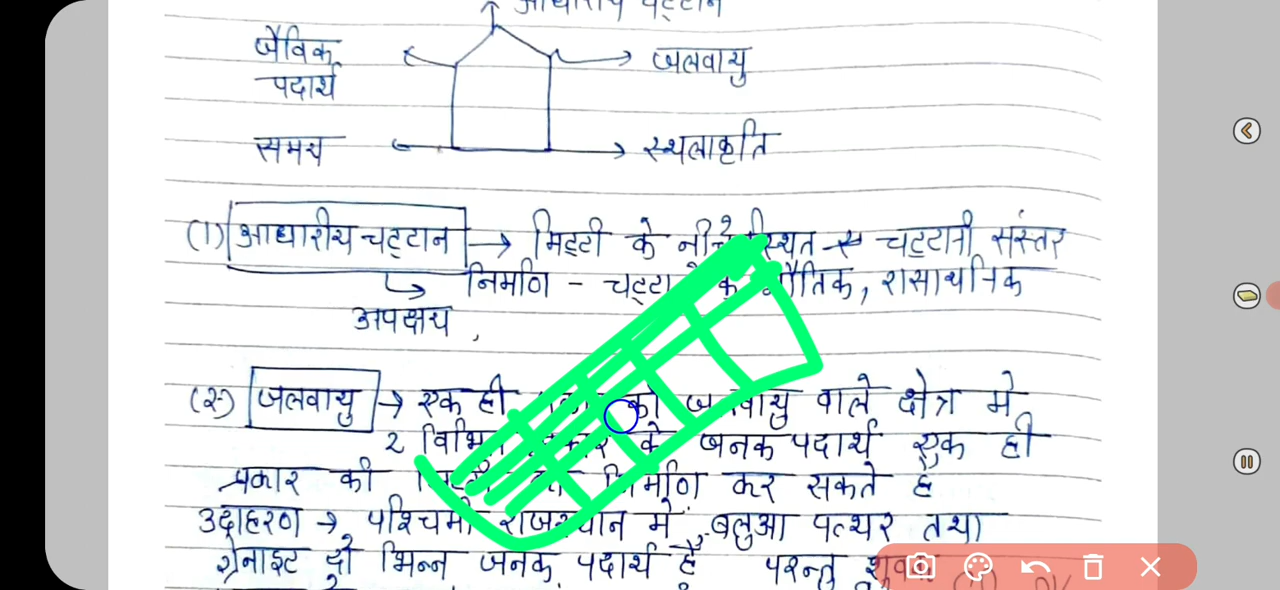 आधारीय चट्टान
जैविक
पदार्थ
जलवायु
समय
स्थलाकृति
(1) आधारीय चट्टान → मिट्टी के नीचे स्थित चट्टानी संस्तर
निर्माण - के भौतिक, रासायनिक
अपक्षय,
(2) जलवायु → एक ही की जलवायु वाले क्षेत्र मे
2 विभिन्न प्रकार के जनक पदार्थ एक ही
प्रकार की निर्माण कर सकते है
उदाहरण → पश्चिमी राजस्थान में, बलुआ पत्थर तथा
ग्रेनाइट दो भिन्न जनक पदार्थ है परन्तु